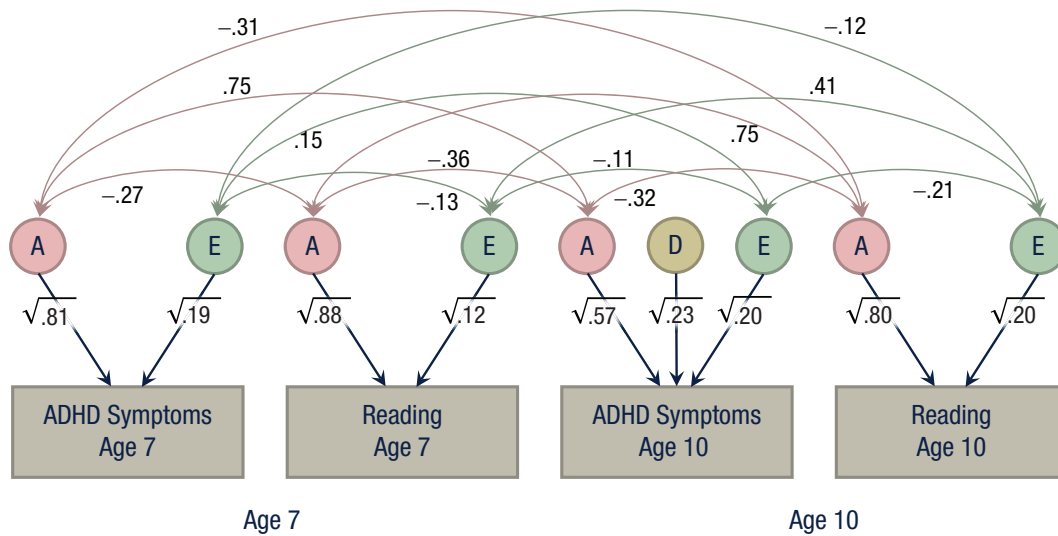 −.31
−.12
.75
.41
.15
.75
−.36
−.11
−.27
−.13
−.32
−.21
A
E
A
E
A
D
E
A
E
√.81
√.19
√.88
√.12
√.57
√.23
√.20
√.80
√.20
ADHD Symptoms
Age 7
Reading
Age 7
ADHD Symptoms
Age 10
Reading
Age 10
Age 7
Age 10